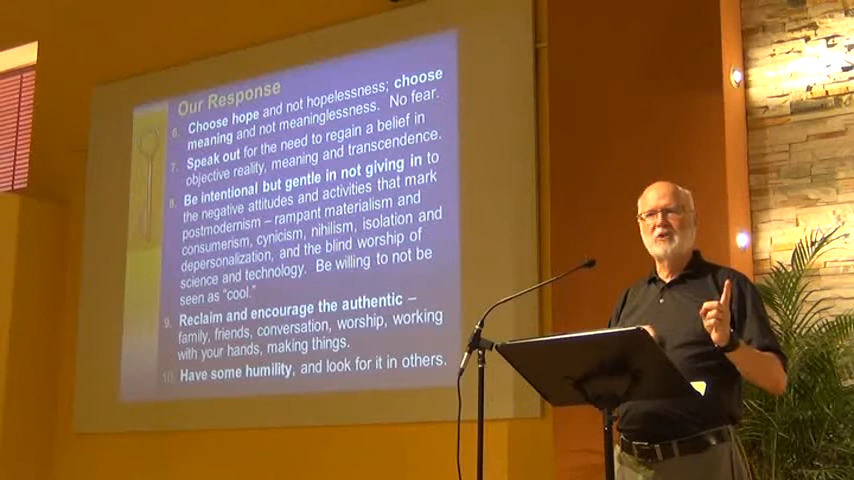 Our Response
6. Choose hope and not hopelessness; choose
meaning and not meaninglessness. No fear.
7. Speak out for the need to regain a belief in
objective reality, meaning and transcendence.
8. Be intentional but gentle in not giving in to
the negative attitudes and activities that mark
postmodernism – rampant materialism and
consumerism, cynicism, nihilism, isolation and
depersonalization, and the blind worship of
science and technology. Be willing to not be
seen as “cool.”
9. Reclaim and encourage the authentic –
family, friends, conversation, worship, working
with your hands, making things.
10. Have some humility, and look for it in others.